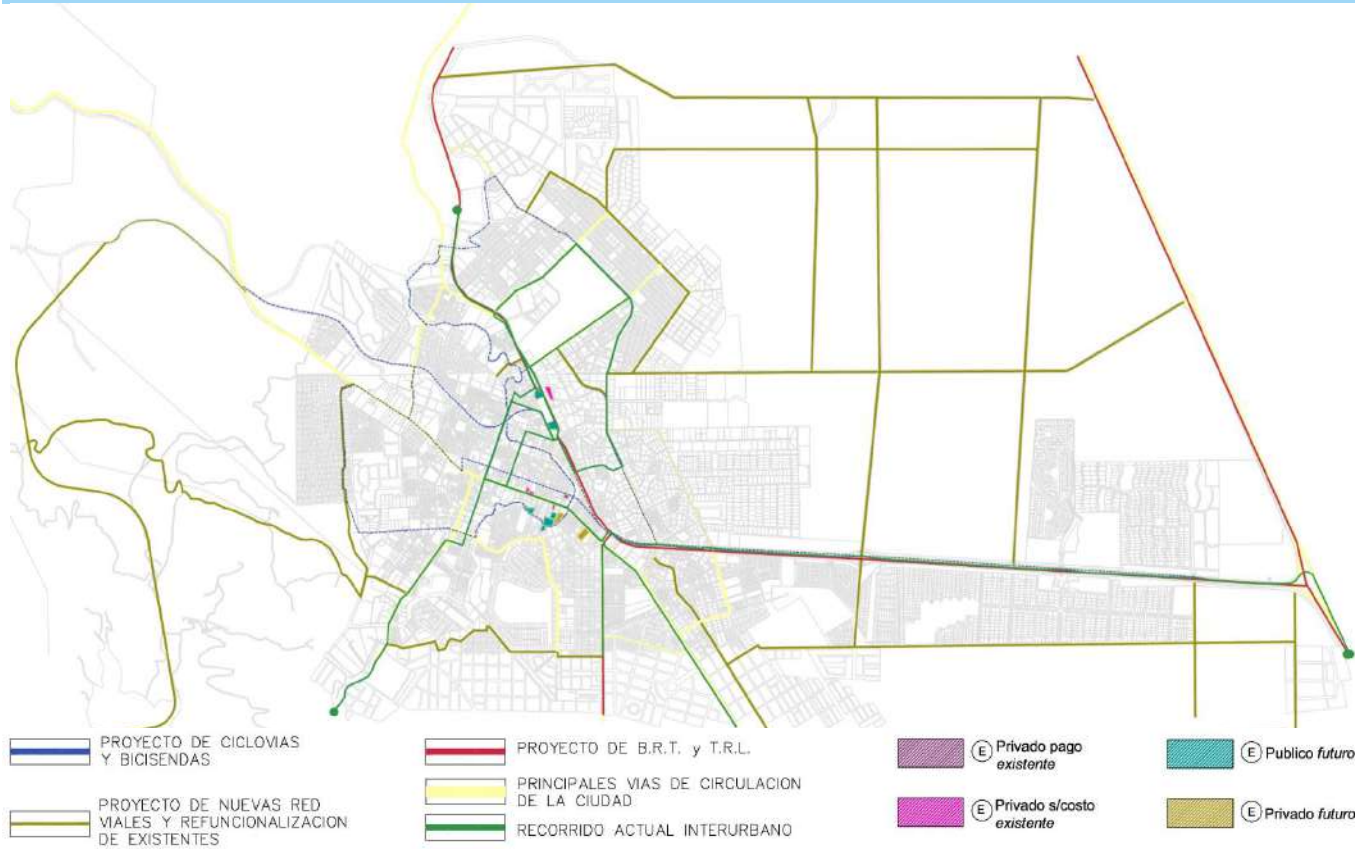 PROYECTO DE CICLOVIAS
Y BICISENDAS
PROYECTO DE NUEVAS RED
VIALES Y REFUNCIONALIZACION
DE EXISTENTES
PROYECTO DE B.R.T. y T.R.L.
PRINCIPALES VIAS DE CIRCULACION
DE LA CIUDAD
RECORRIDO ACTUAL INTERURBANO
E Privado pago
existente
E Privado s/costo
existente
E Publico futuro
E Privado futuro